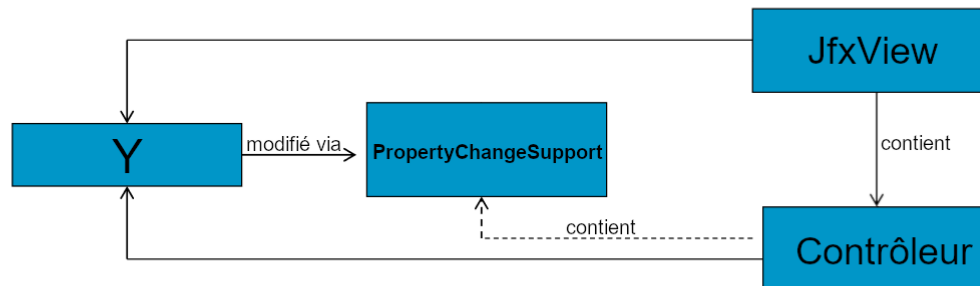 JfxView
Y
modifié via
PropertyChangeSupport
contient
contient
Contrôleur